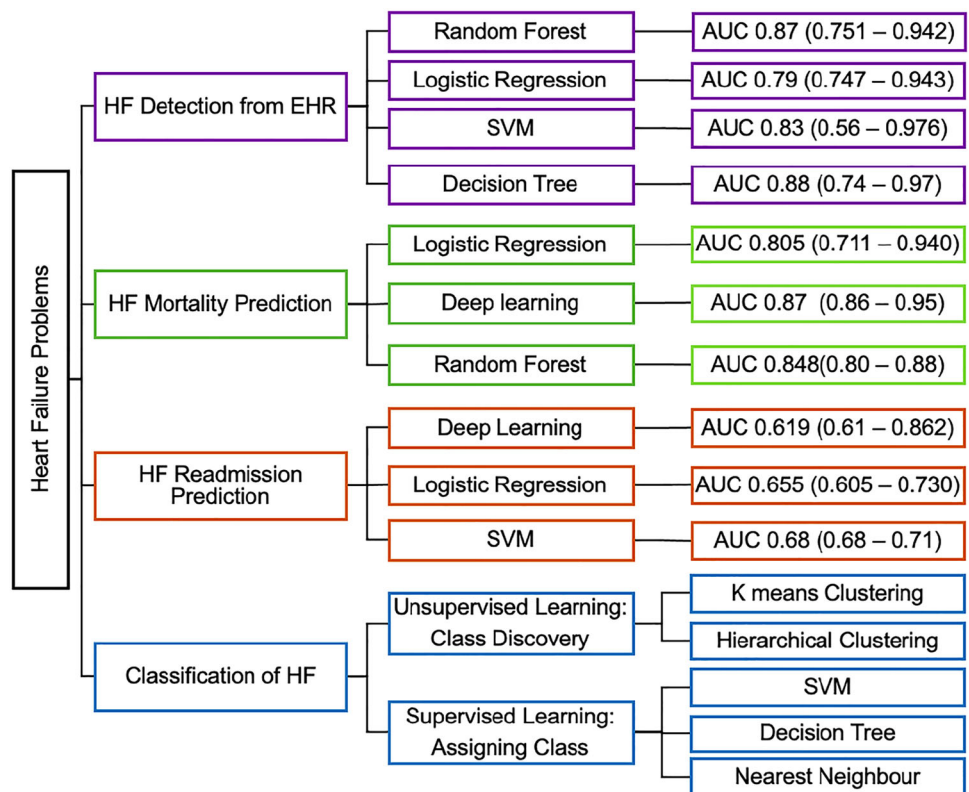 Heart Failure Problems
HF Detection from EHR
Random Forest
AUC 0.87 (0.751 – 0.942)
Logistic Regression
AUC 0.79 (0.747 – 0.943)
SVM
AUC 0.83 (0.56 – 0.976)
Decision Tree
AUC 0.88 (0.74 – 0.97)
HF Mortality Prediction
Logistic Regression
AUC 0.805 (0.711 – 0.940)
Deep learning
AUC 0.87 (0.86 – 0.95)
Random Forest
AUC 0.848(0.80 – 0.88)
HF Readmission
Prediction
Deep Learning
AUC 0.619 (0.61 – 0.862)
Logistic Regression
AUC 0.655 (0.605 – 0.730)
SVM
AUC 0.68 (0.68 – 0.71)
Classification of HF
Unsupervised Learning:
Class Discovery
K means Clustering
Hierarchical Clustering
Supervised Learning:
Assigning Class
SVM
Decision Tree
Nearest Neighbour